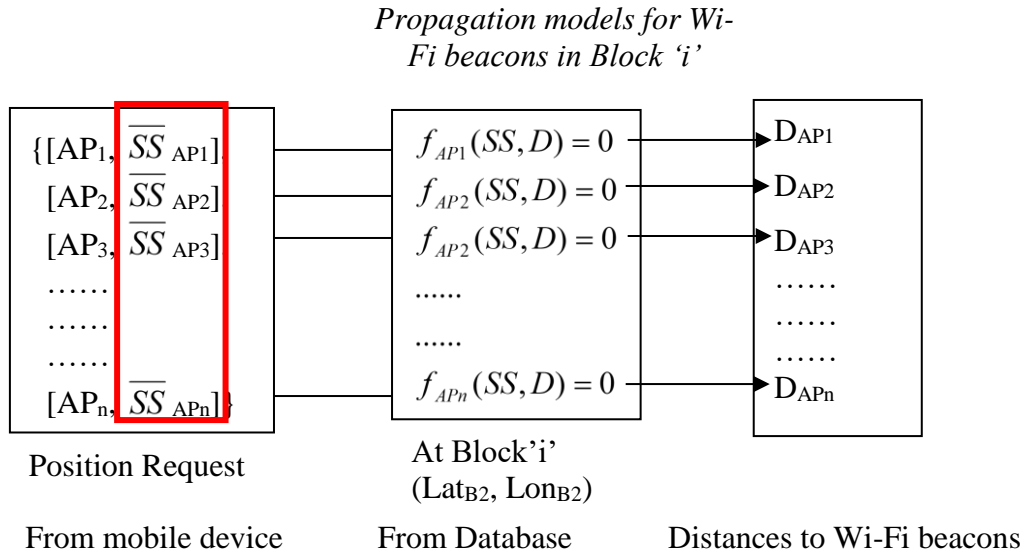 Propagation models for Wi-
Fi beacons in Block ‘i’
{[AP1, SS AP1],
[AP2, SS AP2]
[AP3, SS AP3]
……
……
……
[APn, SS APn]}
Position Request
From mobile device
fAP1(SS, D) = 0
fAP2(SS, D) = 0
fAP2(SS, D) = 0
......
......
fAPn(SS, D) = 0
At Block'i'
(LatB2, LonB2)
From Database
DAP1
DAP2
DAP3
……
……
……
DAPn
Distances to Wi-Fi beacons